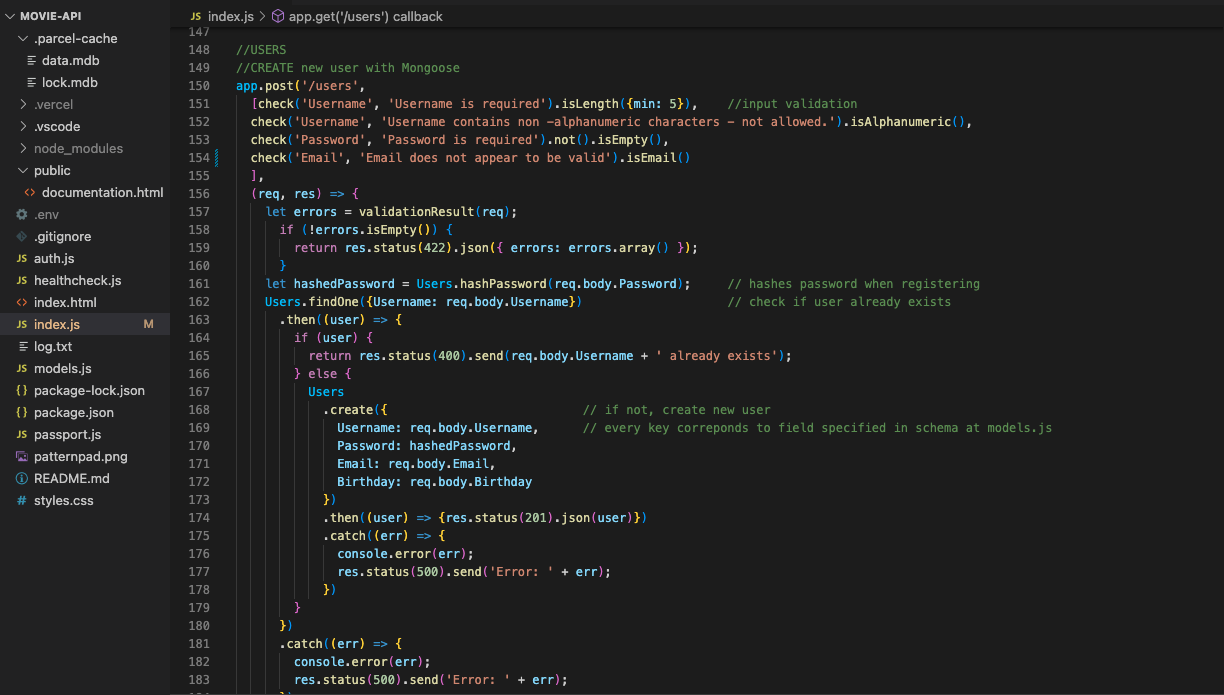 MOVIE-API
.parcel-cache
data.mdb
lock.mdb
.vercel
.vscode
node_modules
public
<> documentation.html
.env
.gitignore
JS auth.js
JS healthcheck.js
<> index.html
JS index.js M
log.txt
JS models.js
{} package-lock.json
{} package.json
JS passport.js
patternpad.png
README.md
# styles.css
JS index.js > app.get('/users') callback
147
148 //USERS
149 //CREATE new user with Mongoose
150 app.post('/users',
151 [check('Username', 'Username is required').isLength({min: 5}), //input validation
152 check('Username', 'Username contains non -alphanumeric characters - not allowed.').isAlphanumeric(),
153 check('Password', 'Password is required').not().isEmpty(),
154 check('Email', 'Email does not appear to be valid').isEmail()
155 ],
156 (req, res) => {
157 let errors = validationResult(req);
158 if (!errors.isEmpty()) {
159 return res.status(422).json({ errors: errors.array() });
160 }
161 let hashedPassword = Users.hashPassword(req.body.Password); // hashes password when registering
162 Users.findOne({Username: req.body.Username}) // check if user already exists
163 .then((user) => {
164 if (user) {
165 return res.status(400).send(req.body.Username + ' already exists');
166 } else {
167 Users
168 .create({ // if not, create new user
169 Username: req.body.Username, // every key correponds to field specified in schema at models.js
170 Password: hashedPassword,
171 Email: req.body.Email,
172 Birthday: req.body.Birthday
173 })
174 .then((user) => {res.status(201).json(user)})
175 .catch((err) => {
176 console.error(err);
177 res.status(500).send('Error: ' + err);
178 })
179 }
180 })
181 .catch((err) => {
182 console.error(err);
183 res.status(500).send('Error: ' + err);